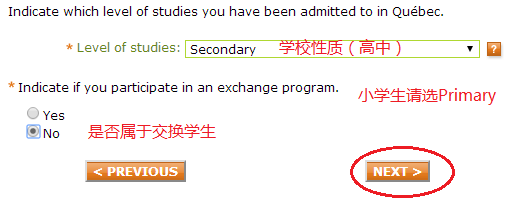 Indicate which level of studies you have been admitted to in Québec.
* Level of studies: Secondary 学校性质（高中） ?
* Indicate if you participate in an exchange program.
小学生请选Primary
Yes
No 是否属于交换学生
< PREVIOUS NEXT >